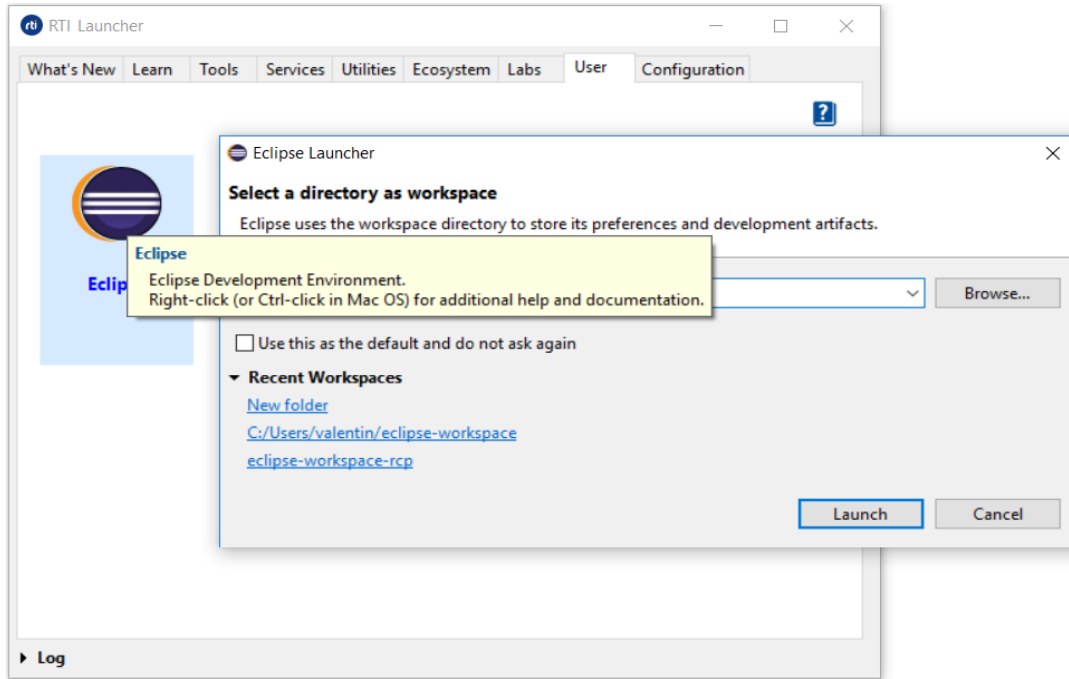 rti RTI Launcher
What's New Learn Tools Services Utilities Ecosystem Labs User Configuration
?
Eclipse Launcher
Select a directory as workspace
Eclipse uses the workspace directory to store its preferences and development artifacts.
Eclip
Eclipse
Eclipse Development Environment.
Right-click (or Ctrl-click in Mac OS) for additional help and documentation.
Browse...
Use this as the default and do not ask again
Recent Workspaces
New folder
C:/Users/valentin/eclipse-workspace
eclipse-workspace-rcp
Launch Cancel
Log